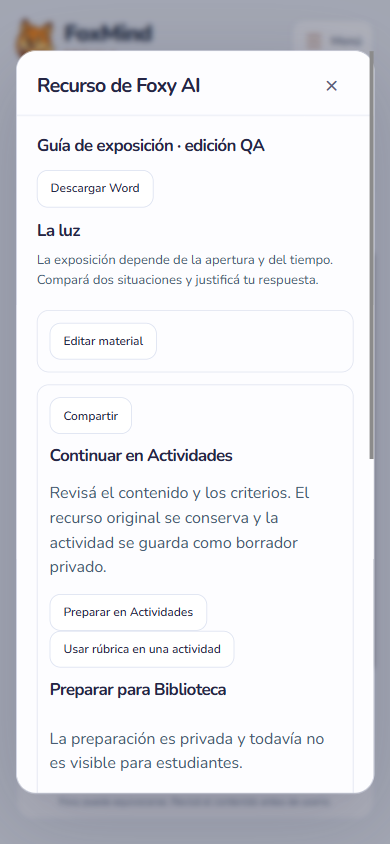 FoxMind
Recurso de Foxy AI
Guía de exposición · edición QA
Descargar Word
La luz
La exposición depende de la apertura y del tiempo.
Compará dos situaciones y justificá tu respuesta.
Editar material
Compartir
Continuar en Actividades
Revisá el contenido y los criterios. El
recurso original se conserva y la
actividad se guarda como borrador
privado.
Preparar en Actividades
Usar rúbrica en una actividad
Preparar para Biblioteca
La preparación es privada y todavía no
es visible para estudiantes.